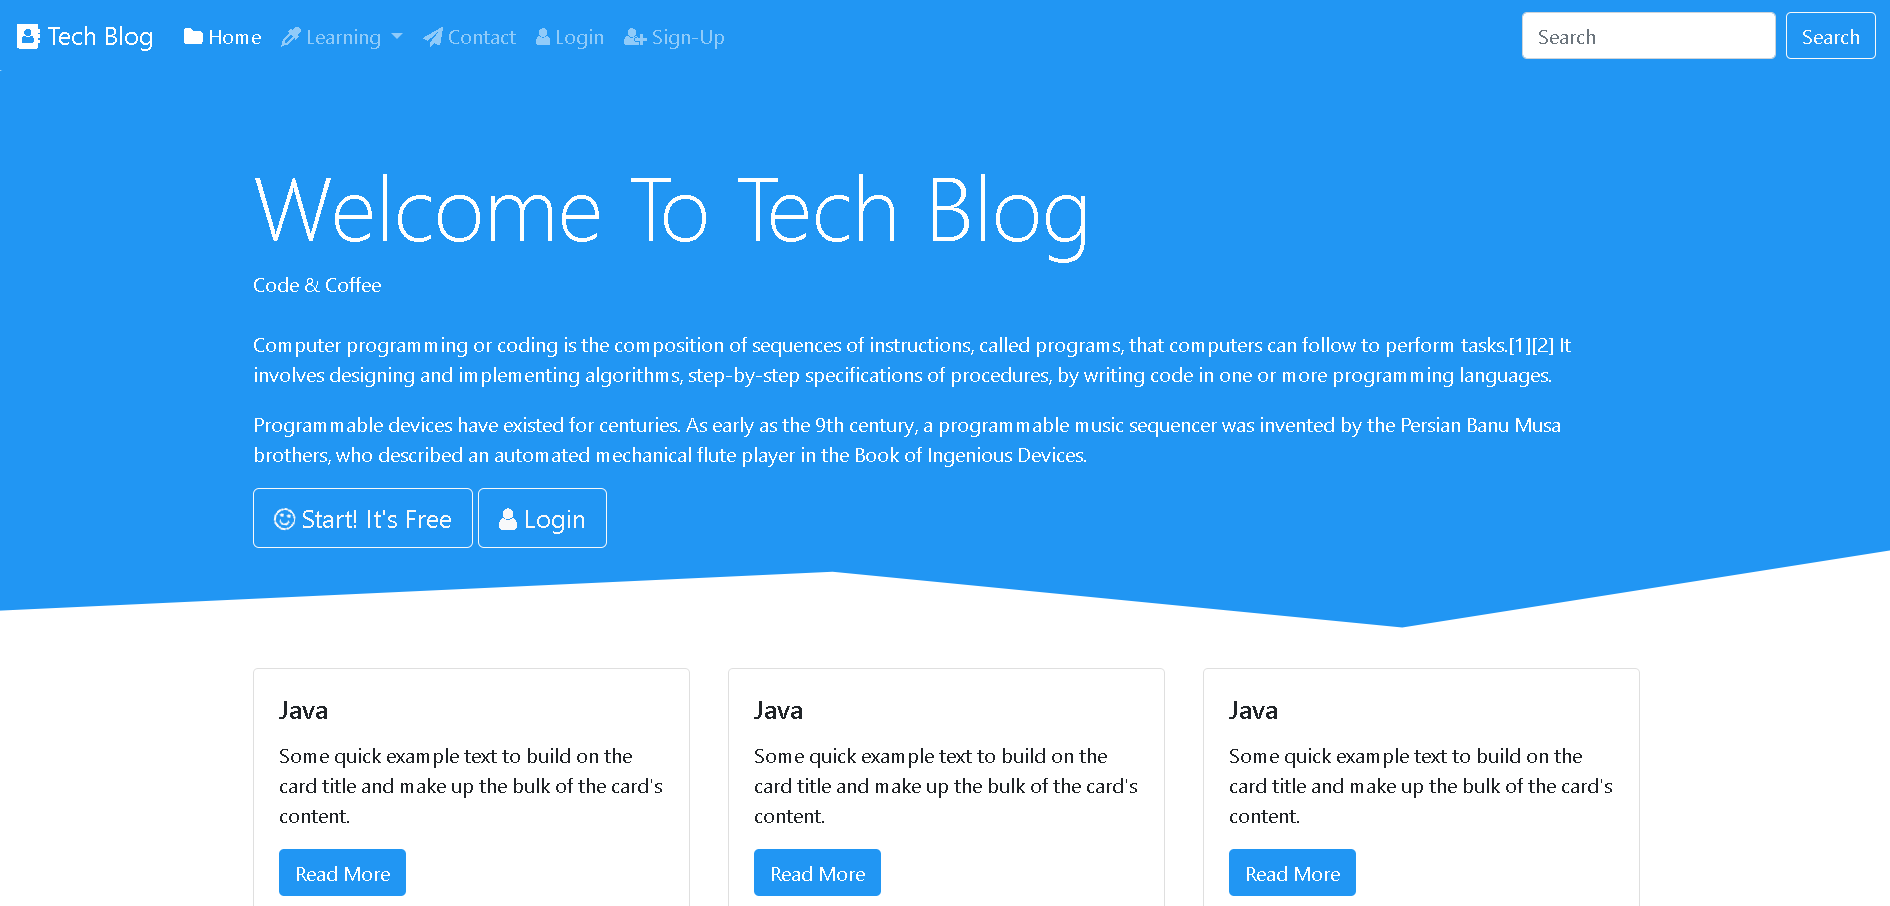 Tech Blog Home Learning Contact Login Sign-Up Search Search
Welcome To Tech Blog
Code & Coffee
Computer programming or coding is the composition of sequences of instructions, called programs, that computers can follow to perform tasks.[1][2] It
involves designing and implementing algorithms, step-by-step specifications of procedures, by writing code in one or more programming languages.
Programmable devices have existed for centuries. As early as the 9th century, a programmable music sequencer was invented by the Persian Banu Musa
brothers, who described an automated mechanical flute player in the Book of Ingenious Devices.
Start! It's Free Login
Java
Some quick example text to build on the
card title and make up the bulk of the card's
content.
Read More
Java
Some quick example text to build on the
card title and make up the bulk of the card's
content.
Read More
Java
Some quick example text to build on the
card title and make up the bulk of the card's
content.
Read More